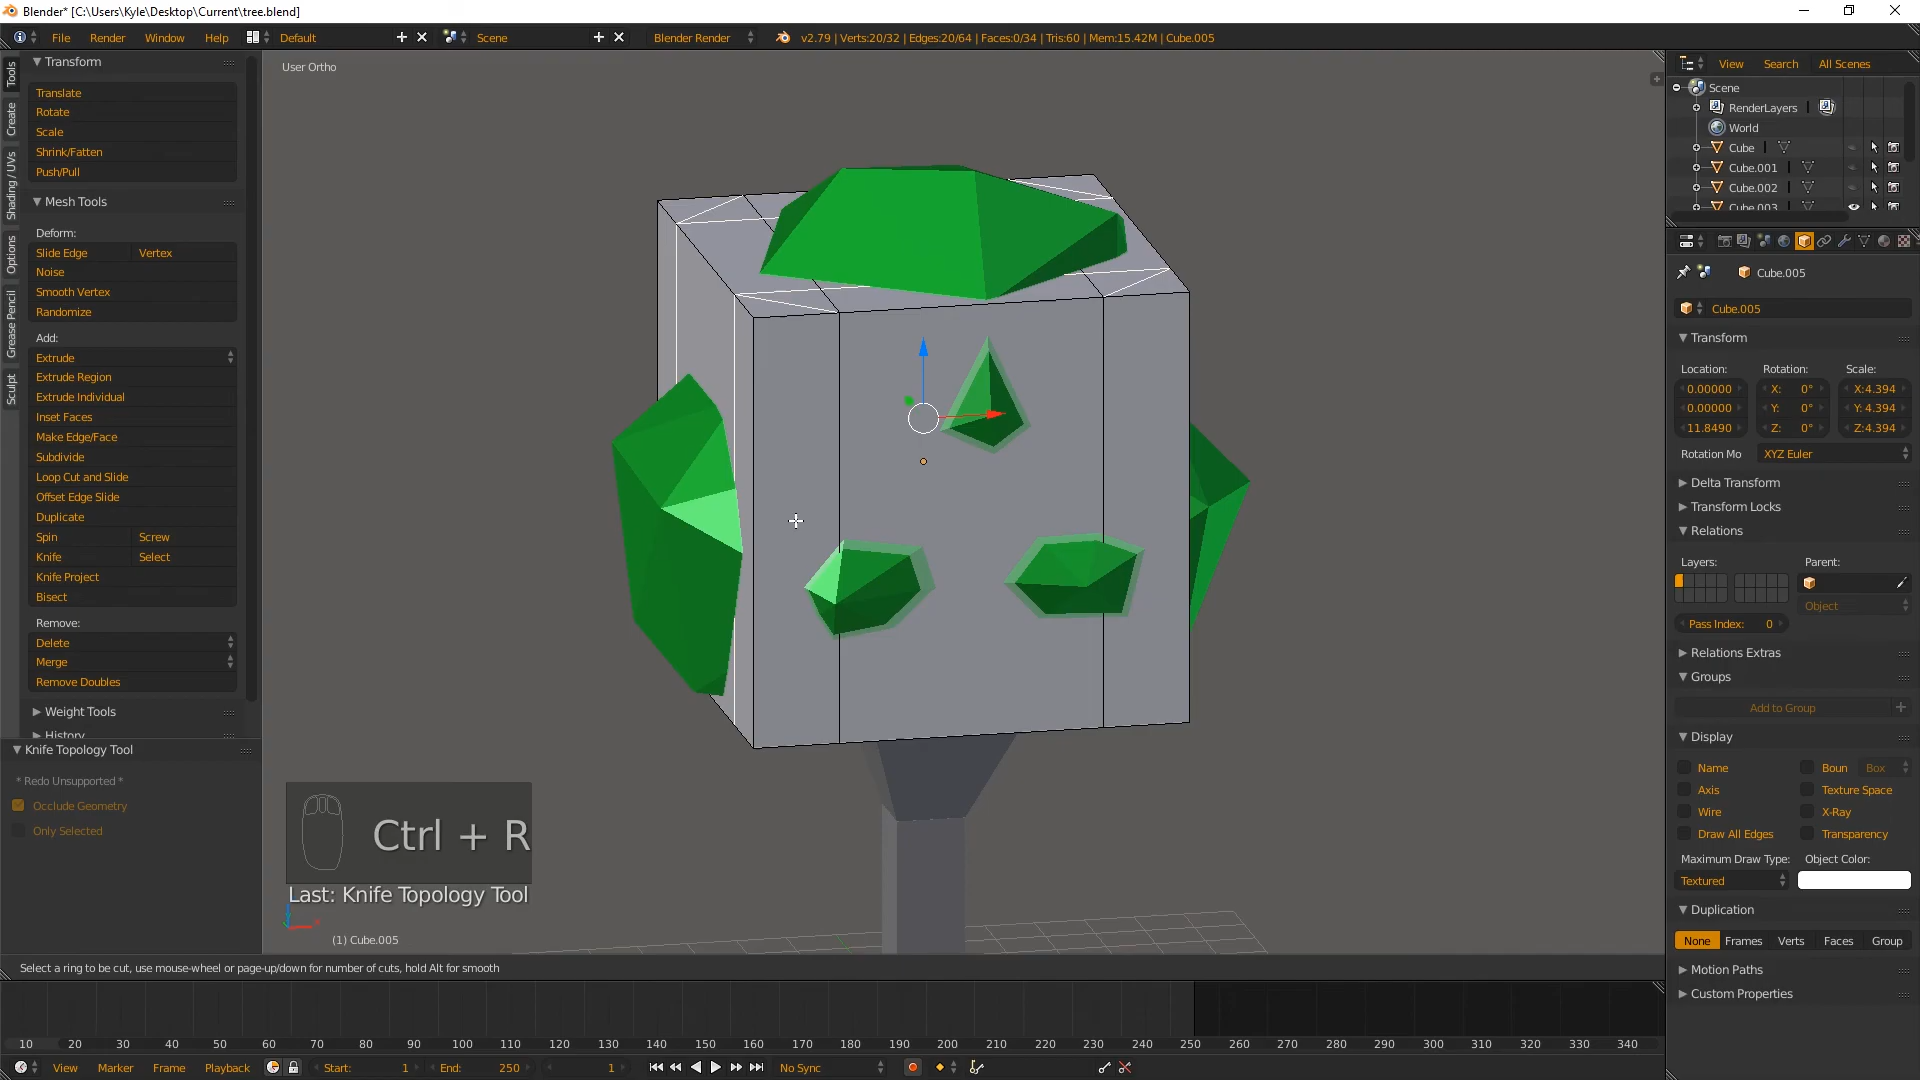 Blender* [C:\Users\Kyle\Desktop\Current\tree.blend]
File Render Window Help Default Scene Blender Render v2.79 | Verts:20/32 | Edges:20/64 | Faces:0/34 | Tris:60 | Mem:15.42M | Cube.005
Tools
Create
Shading / UVs
Options
Grease Pencil
Sculpt
Transform
Translate
Rotate
Scale
Shrink/Fatten
Push/Pull
Mesh Tools
Deform:
Slide Edge Vertex
Noise
Smooth Vertex
Randomize
Add:
Extrude
Extrude Region
Extrude Individual
Inset Faces
Make Edge/Face
Subdivide
Loop Cut and Slide
Offset Edge Slide
Duplicate
Spin Screw
Knife Select
Knife Project
Bisect
Remove:
Delete
Merge
Remove Doubles
Weight Tools
History
Knife Topology Tool
* Redo Unsupported *
Occlude Geometry
Only Selected
User Ortho
Ctrl + R
Last: Knife Topology Tool
(1) Cube.005
Select a ring to be cut, use mouse-wheel or page-up/down for number of cuts, hold Alt for smooth
View Search All Scenes
Scene
RenderLayers
World
Cube
Cube.001
Cube.002
Cube.003
Cube.005
Cube.005
Transform
Location: Rotation: Scale:
0.00000 X: 0° X:4.394
0.00000 Y: 0° Y: 4.394
11.8490 Z: 0° Z:4.394
Rotation Mo XYZ Euler
Delta Transform
Transform Locks
Relations
Layers: Parent:
Object
Pass Index: 0
Relations Extras
Groups
Add to Group
Display
Name Boun Box
Axis Texture Space
Wire X-Ray
Draw All Edges Transparency
Maximum Draw Type: Object Color:
Textured
Duplication
None Frames Verts Faces Group
Motion Paths
Custom Properties
10 20 30 40 50 60 70 80 90 100 110 120 130 140 150 160 170 180 190 200 210 220 230 240 250 260 270 280 290 300 310 320 330 340
View Marker Frame Playback Start: 1 End: 250 1 No Sync